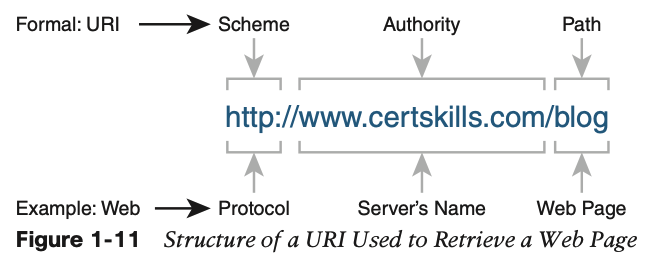 Formal: URI Scheme Authority Path
http://www.certskills.com/blog
Example: Web Protocol Server's Name Web Page
Figure 1-11 Structure of a URI Used to Retrieve a Web Page